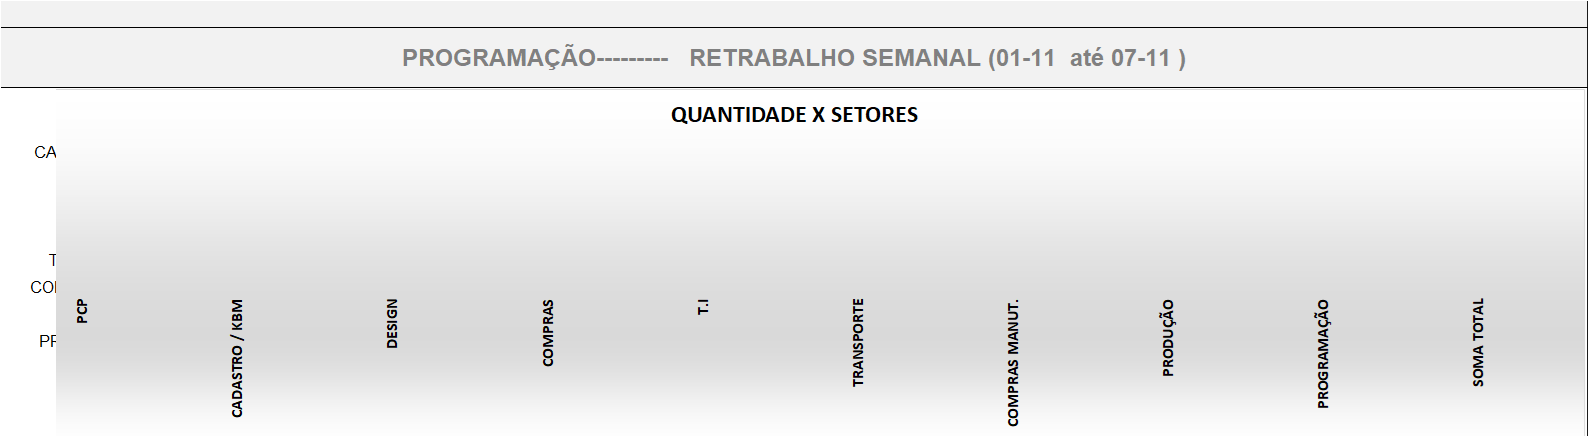 PROGRAMAÇÃO--------- RETRABALHO SEMANAL (01-11 até 07-11 )
QUANTIDADE X SETORES
CA
T
CO
PR
PCP
CADASTRO / KBM
DESIGN
COMPRAS
T.I
TRANSPORTE
COMPRAS MANUT.
PRODUÇÃO
PROGRAMAÇÃO
SOMA TOTAL